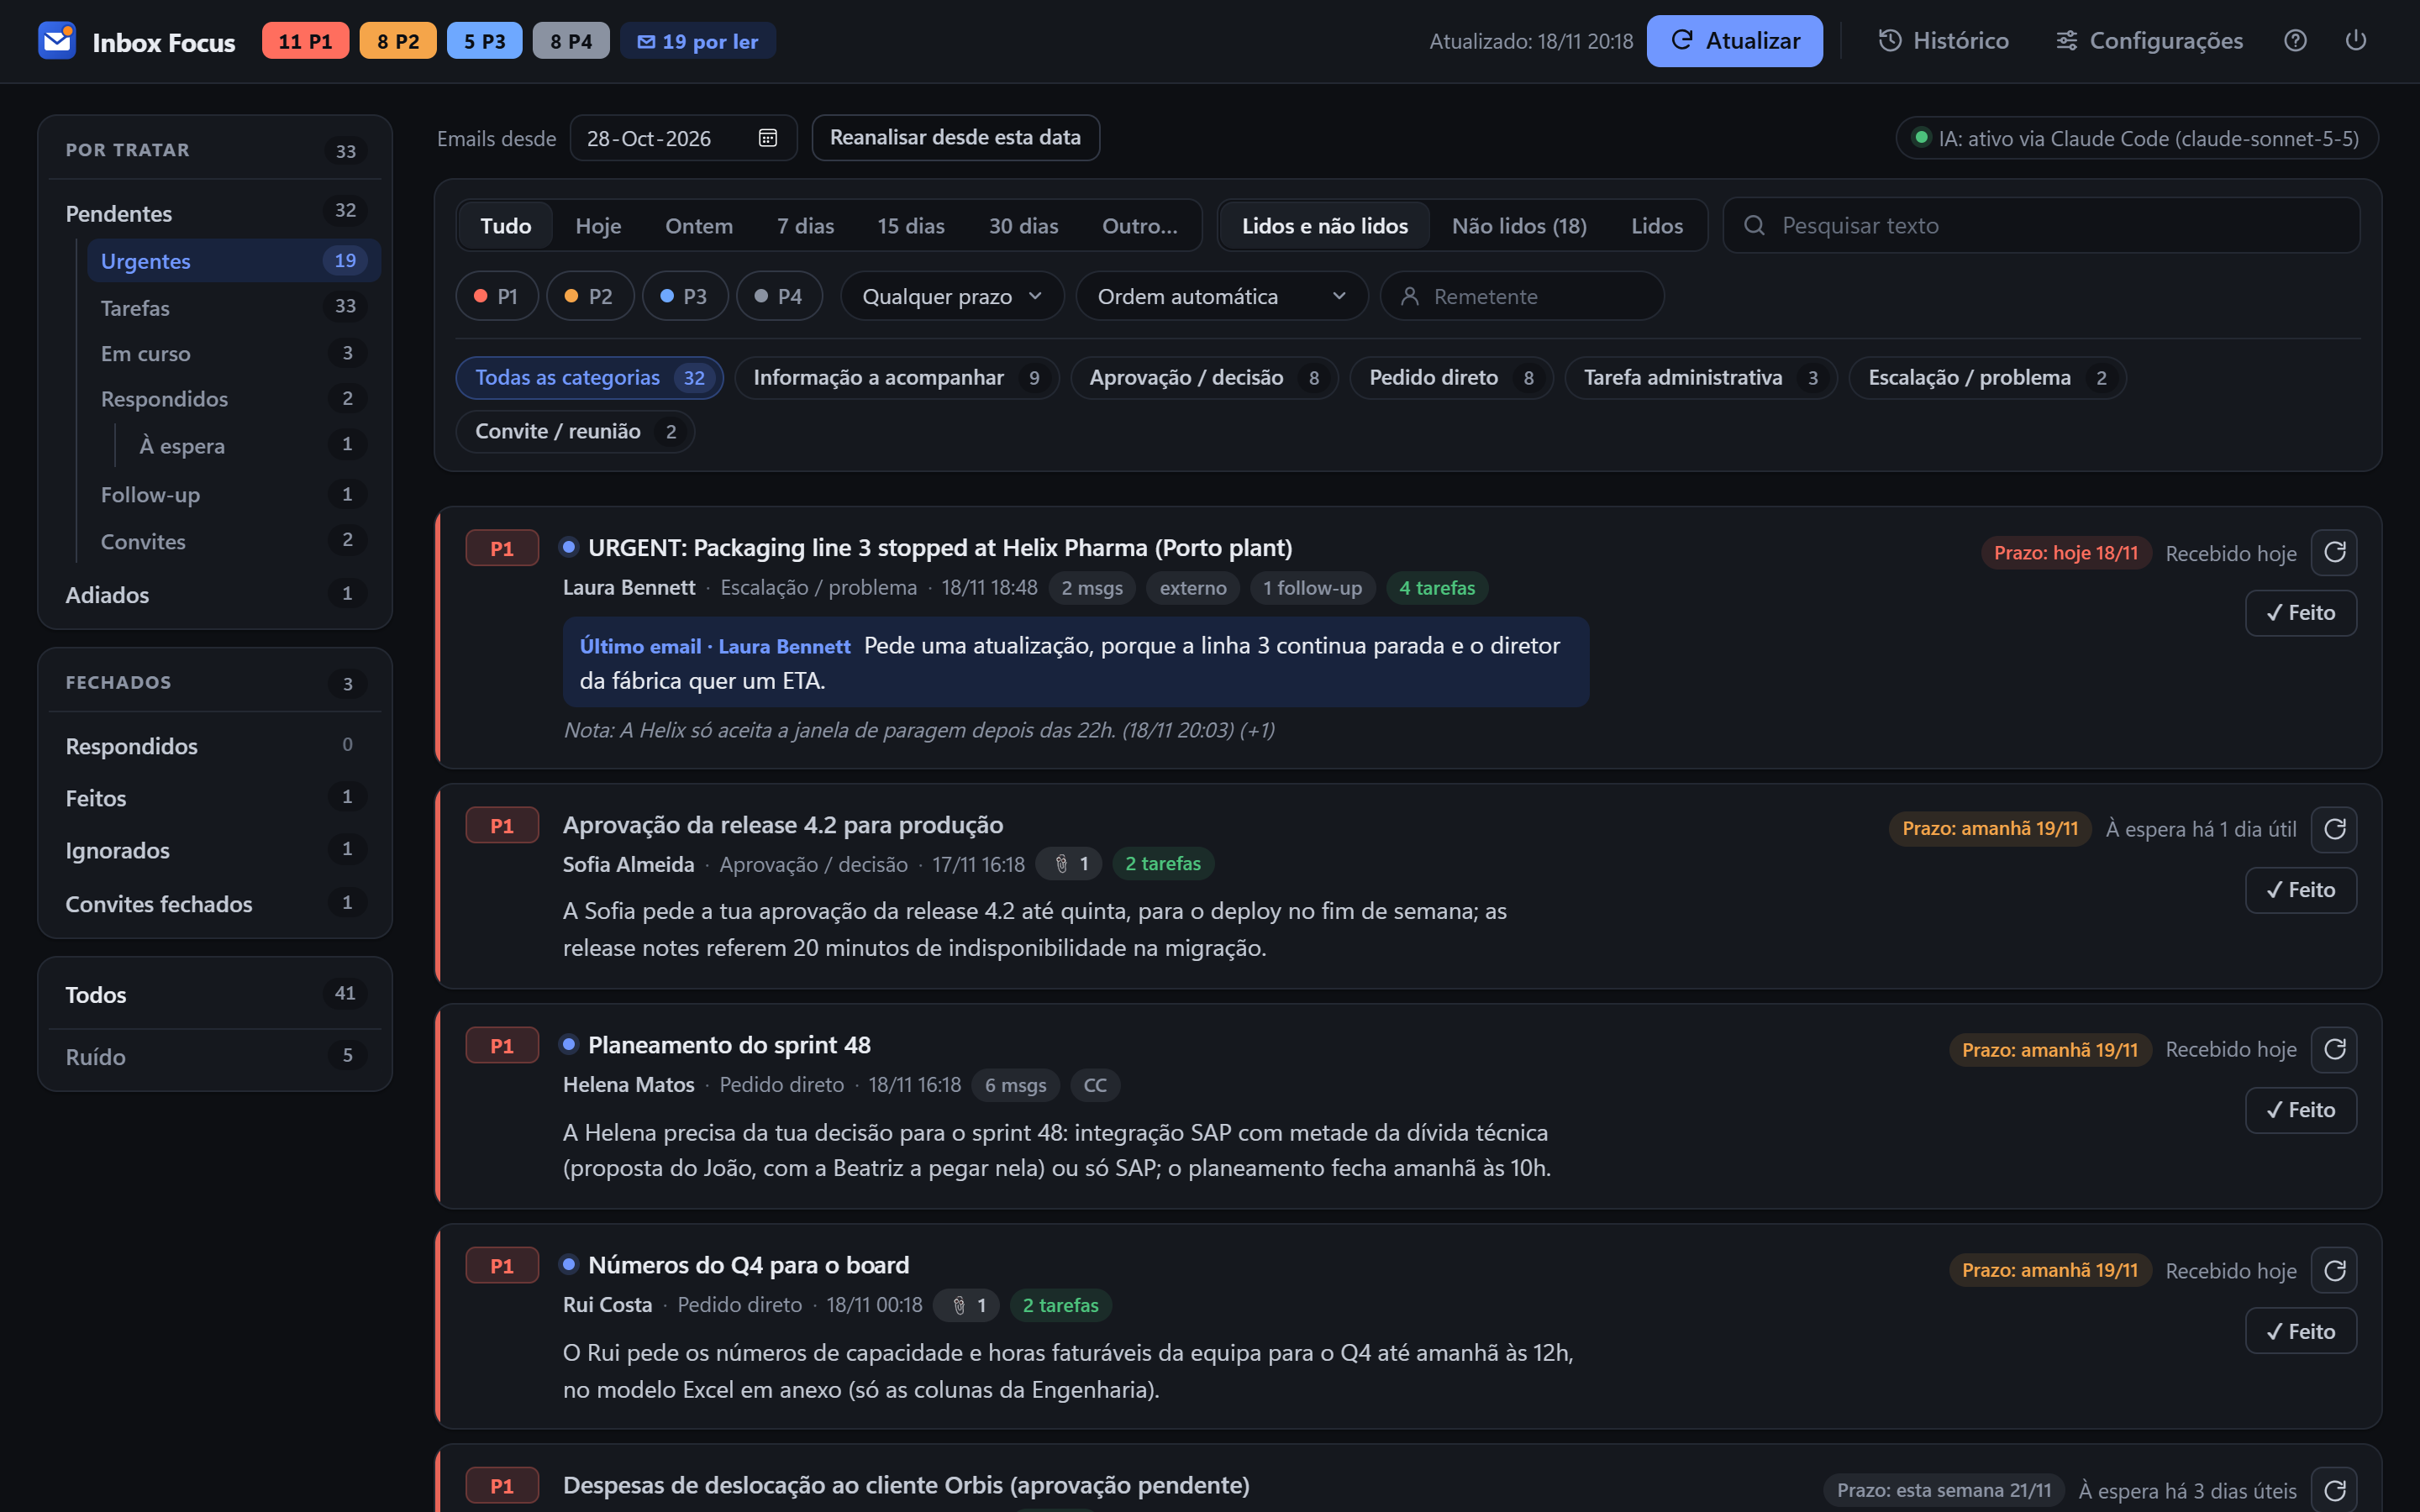 Inbox Focus 11 P1 8 P2 5 P3 8 P4 19 por ler Atualizado: 18/11 20:18 Atualizar Histórico Configurações
POR TRATAR 33
Pendentes 32
Urgentes 19
Tarefas 33
Em curso 3
Respondidos 2
À espera 1
Follow-up 1
Convites 2
Adiados 1
FECHADOS 3
Respondidos 0
Feitos 1
Ignorados 1
Convites fechados 1
Todos 41
Ruído 5
Emails desde 28-Oct-2026 Reanalisar desde esta data IA: ativo via Claude Code (claude-sonnet-5-5)
Tudo Hoje Ontem 7 dias 15 dias 30 dias Outro... Lidos e não lidos Não lidos (18) Lidos Pesquisar texto
P1 P2 P3 P4 Qualquer prazo Ordem automática Remetente
Todas as categorias 32 Informação a acompanhar 9 Aprovação / decisão 8 Pedido direto 8 Tarefa administrativa 3 Escalação / problema 2
Convite / reunião 2
P1 URGENT: Packaging line 3 stopped at Helix Pharma (Porto plant) Prazo: hoje 18/11 Recebido hoje
Laura Bennett · Escalação / problema · 18/11 18:48 2 msgs externo 1 follow-up 4 tarefas
✓ Feito
Último email · Laura Bennett Pede uma atualização, porque a linha 3 continua parada e o diretor
da fábrica quer um ETA.
Nota: A Helix só aceita a janela de paragem depois das 22h. (18/11 20:03) (+1)
P1 Aprovação da release 4.2 para produção Prazo: amanhã 19/11 À espera há 1 dia útil
Sofia Almeida · Aprovação / decisão · 17/11 16:18 1 2 tarefas
✓ Feito
A Sofia pede a tua aprovação da release 4.2 até quinta, para o deploy no fim de semana; as
release notes referem 20 minutos de indisponibilidade na migração.
P1 Planeamento do sprint 48 Prazo: amanhã 19/11 Recebido hoje
Helena Matos · Pedido direto · 18/11 16:18 6 msgs CC
✓ Feito
A Helena precisa da tua decisão para o sprint 48: integração SAP com metade da dívida técnica
(proposta do João, com a Beatriz a pegar nela) ou só SAP; o planeamento fecha amanhã às 10h.
P1 Números do Q4 para o board Prazo: amanhã 19/11 Recebido hoje
Rui Costa · Pedido direto · 18/11 00:18 1 2 tarefas
✓ Feito
O Rui pede os números de capacidade e horas faturáveis da equipa para o Q4 até amanhã às 12h,
no modelo Excel em anexo (só as colunas da Engenharia).
P1 Despesas de deslocação ao cliente Orbis (aprovação pendente) Prazo: esta semana 21/11 À espera há 3 dias úteis